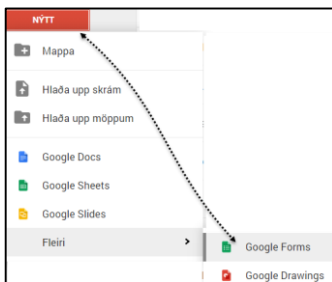 NÝTT
Mappa
Hlaða upp skrám
Hlaða upp möppum
Google Docs
Google Sheets
Google Slides
Fleiri
Google Forms
Google Drawings